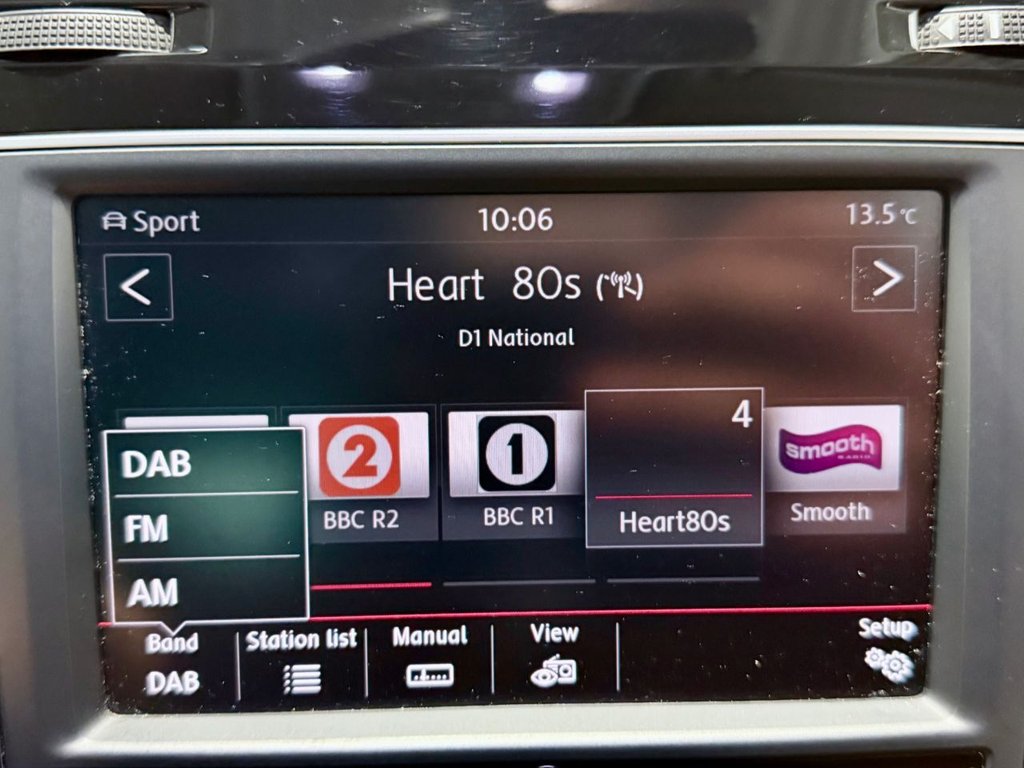 Sport 10:06 13.5°C
< Heart 80s >
D1 National
4
2 1 smooth
RADIO
BBC R2 BBC R1 Heart80s Smooth
DAB
FM
AM
Band Station list Manual View Setup
DAB